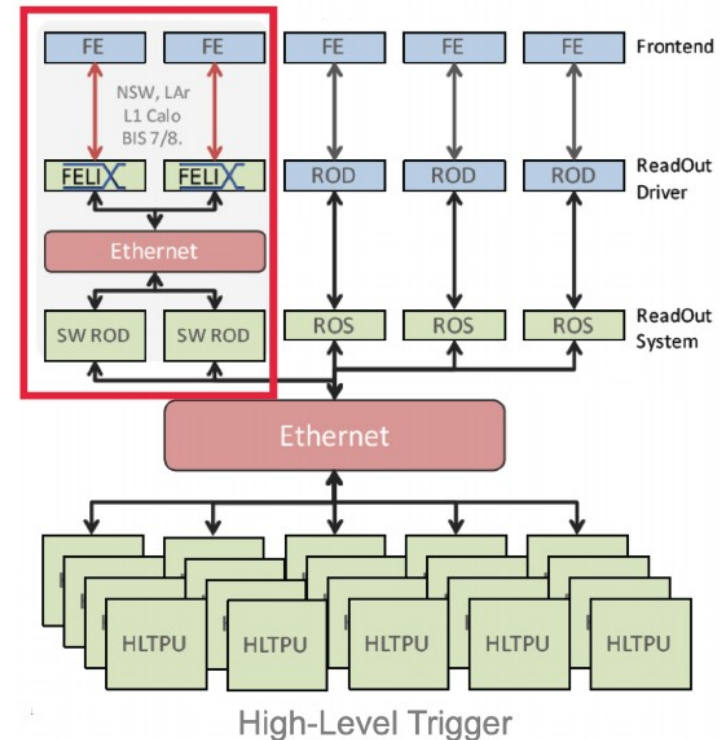 FE FE FE FE FE Frontend
NSW, LAr
L1 Calo
BIS 7/8.
FELIX FELIX ROD ROD ROD ReadOut
Driver
Ethernet
SW ROD SW ROD ROS ROS ROS ReadOut
System
Ethernet
HLTPU HLTPU HLTPU HLTPU HLTPU
High-Level Trigger